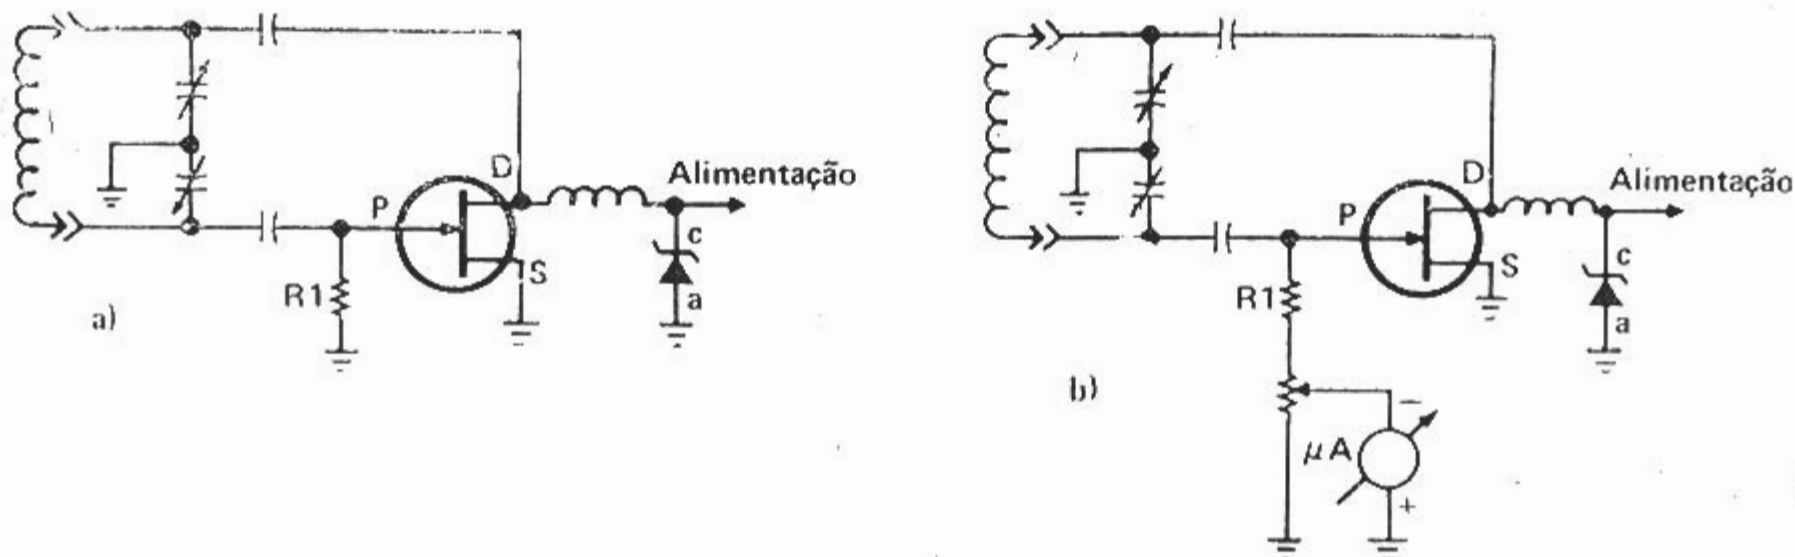 D
Alimentação
P
S
c
R1
a
a)
D
Alimentação
P
S
c
R1
a
b)
−
μA
+